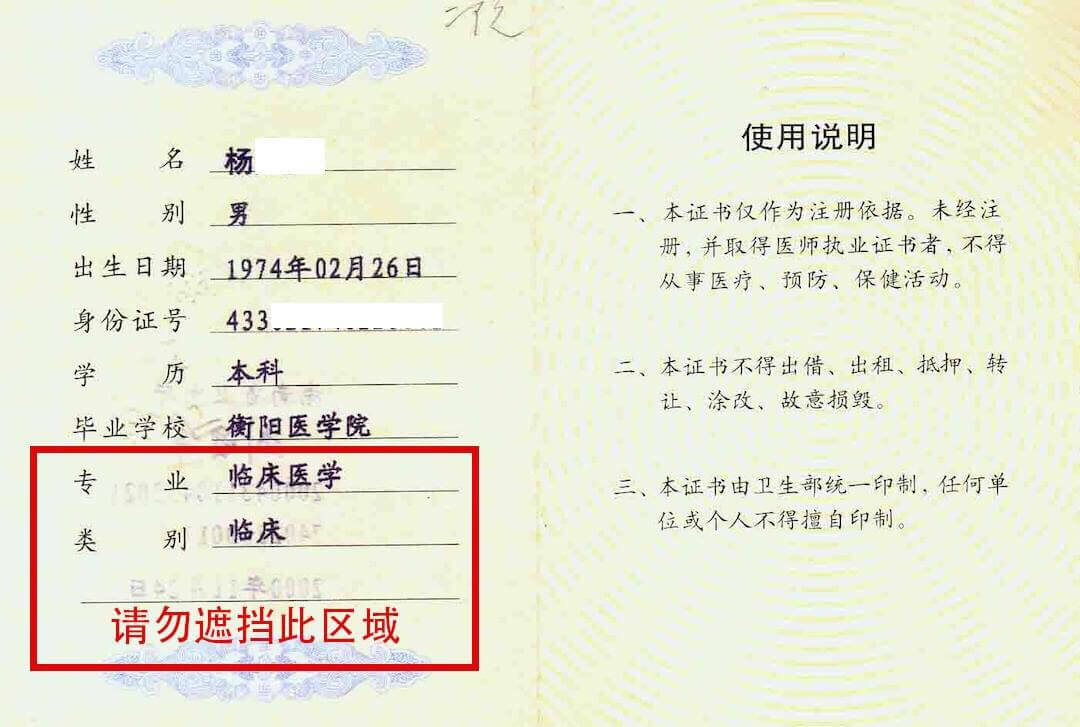 姓 名 杨
性 别 男
出生日期 1974年02月26日
身份证号 433
学 历 本科
毕业学校 衡阳医学院
专 业 临床医学
类 别 临床
请勿遮挡此区域
使用说明
一、本证书仅作为注册依据。未经注
册,并取得医师执业证书者,不得
从事医疗、预防、保健活动。
二、本证书不得出借、出租、抵押、转
让、涂改、故意损毁。
三、本证书由卫生部统一印制,任何单
位或个人不得擅自印制。